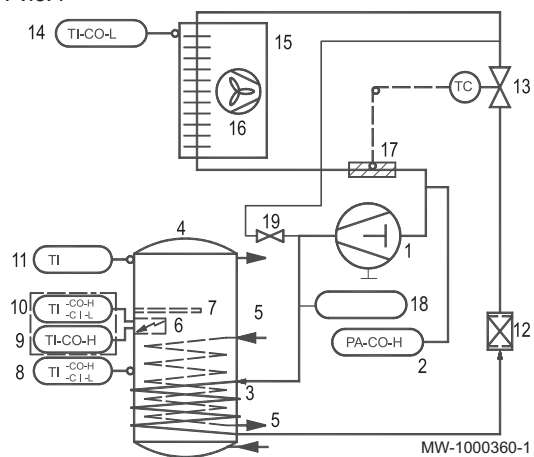 14
TI-CO-L
15
16
TC
13
17
19
1
4
11
TI
10
TI -CO-H
-C I -L
7
6
5
18
9
TI-CO-H
PA-CO-H
2
12
8
TI -CO-H
-C I -L
3
5
MW-1000360-1